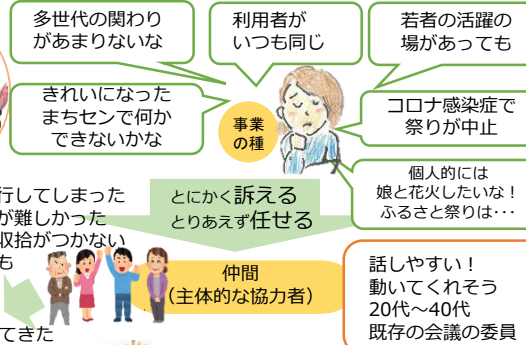 多世代の関わり
があまりないな
利用者が
いつも同じ
若者の活躍の
場があっても
きれいになった
まちセンで何か
できないかな
事業
の種
コロナ感染症で
祭りが中止
個人的には
娘と花火したいな！
ふるさと祭りは・・・
行してしまった
が難しかった
収拾がつかない
も
とにかく訴える
とりあえず任せる
仲間
（主体的な協力者）
話しやすい！
動いてくれそう
20代～40代
既存の会議の委員
てきた